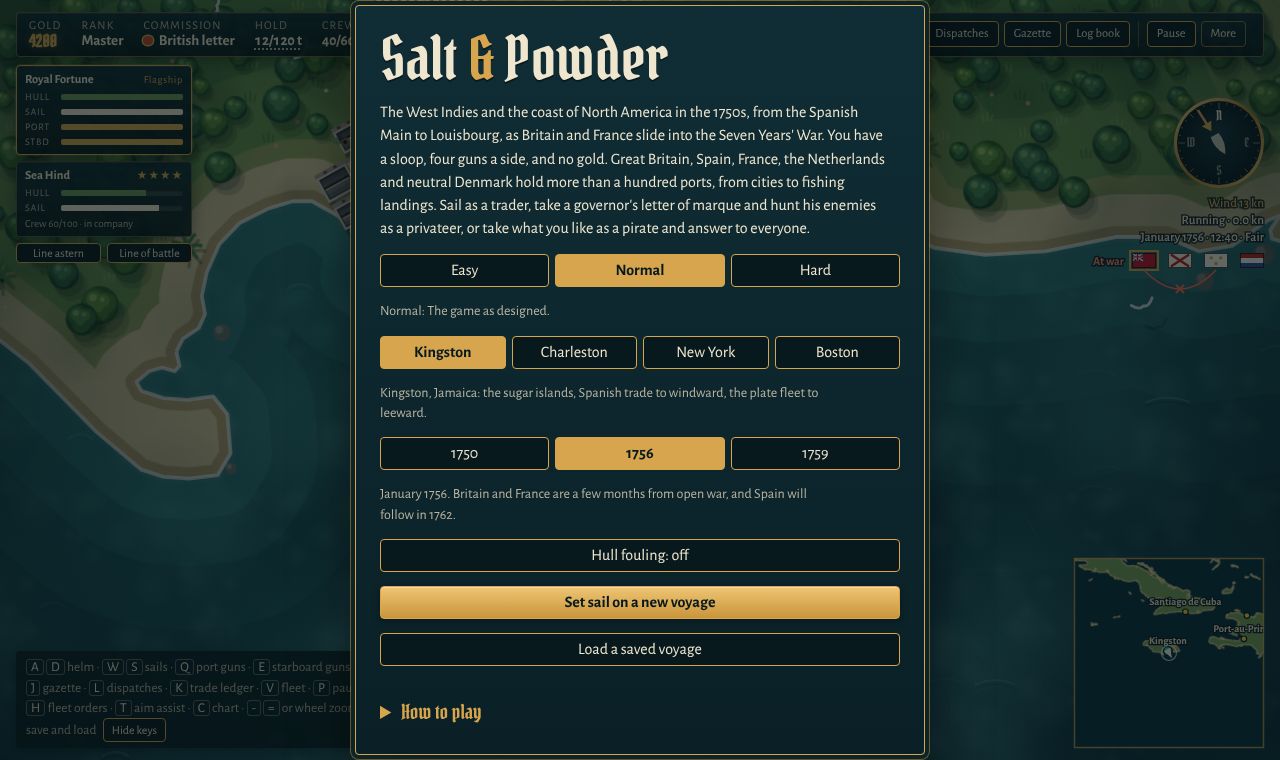 GOLD RANK COMMISSION HOLD CREW
4200 Master British letter 12/120 t 40/60
Dispatches Gazette Log book Pause More
Royal Fortune Flagship
HULL
SAIL
PORT
STBD
Sea Hind ★★★★
HULL
SAIL
Crew 60/100 · in company
Line astern Line of battle
Salt & Powder
The West Indies and the coast of North America in the 1750s, from the Spanish
Main to Louisbourg, as Britain and France slide into the Seven Years' War. You have
a sloop, four guns a side, and no gold. Great Britain, Spain, France, the Netherlands
and neutral Denmark hold more than a hundred ports, from cities to fishing
landings. Sail as a trader, take a governor's letter of marque and hunt his enemies
as a privateer, or take what you like as a pirate and answer to everyone.
Easy Normal Hard
Normal: The game as designed.
Kingston Charleston New York Boston
Kingston, Jamaica: the sugar islands, Spanish trade to windward, the plate fleet to
leeward.
1750 1756 1759
January 1756. Britain and France are a few months from open war, and Spain will
follow in 1762.
Hull fouling: off
Set sail on a new voyage
Load a saved voyage
How to play
N
W E
S
Wind 13 kn
Running · 0.0 kn
January 1756 · 12:40 · Fair
At war
Santiago de Cuba
Port-au-Prin
Kingston
A D helm · W S sails · Q port guns · E starboard guns
J gazette · L dispatches · K trade ledger · V fleet · P pau
H fleet orders · T aim assist · C chart · - = or wheel zoo
save and load Hide keys